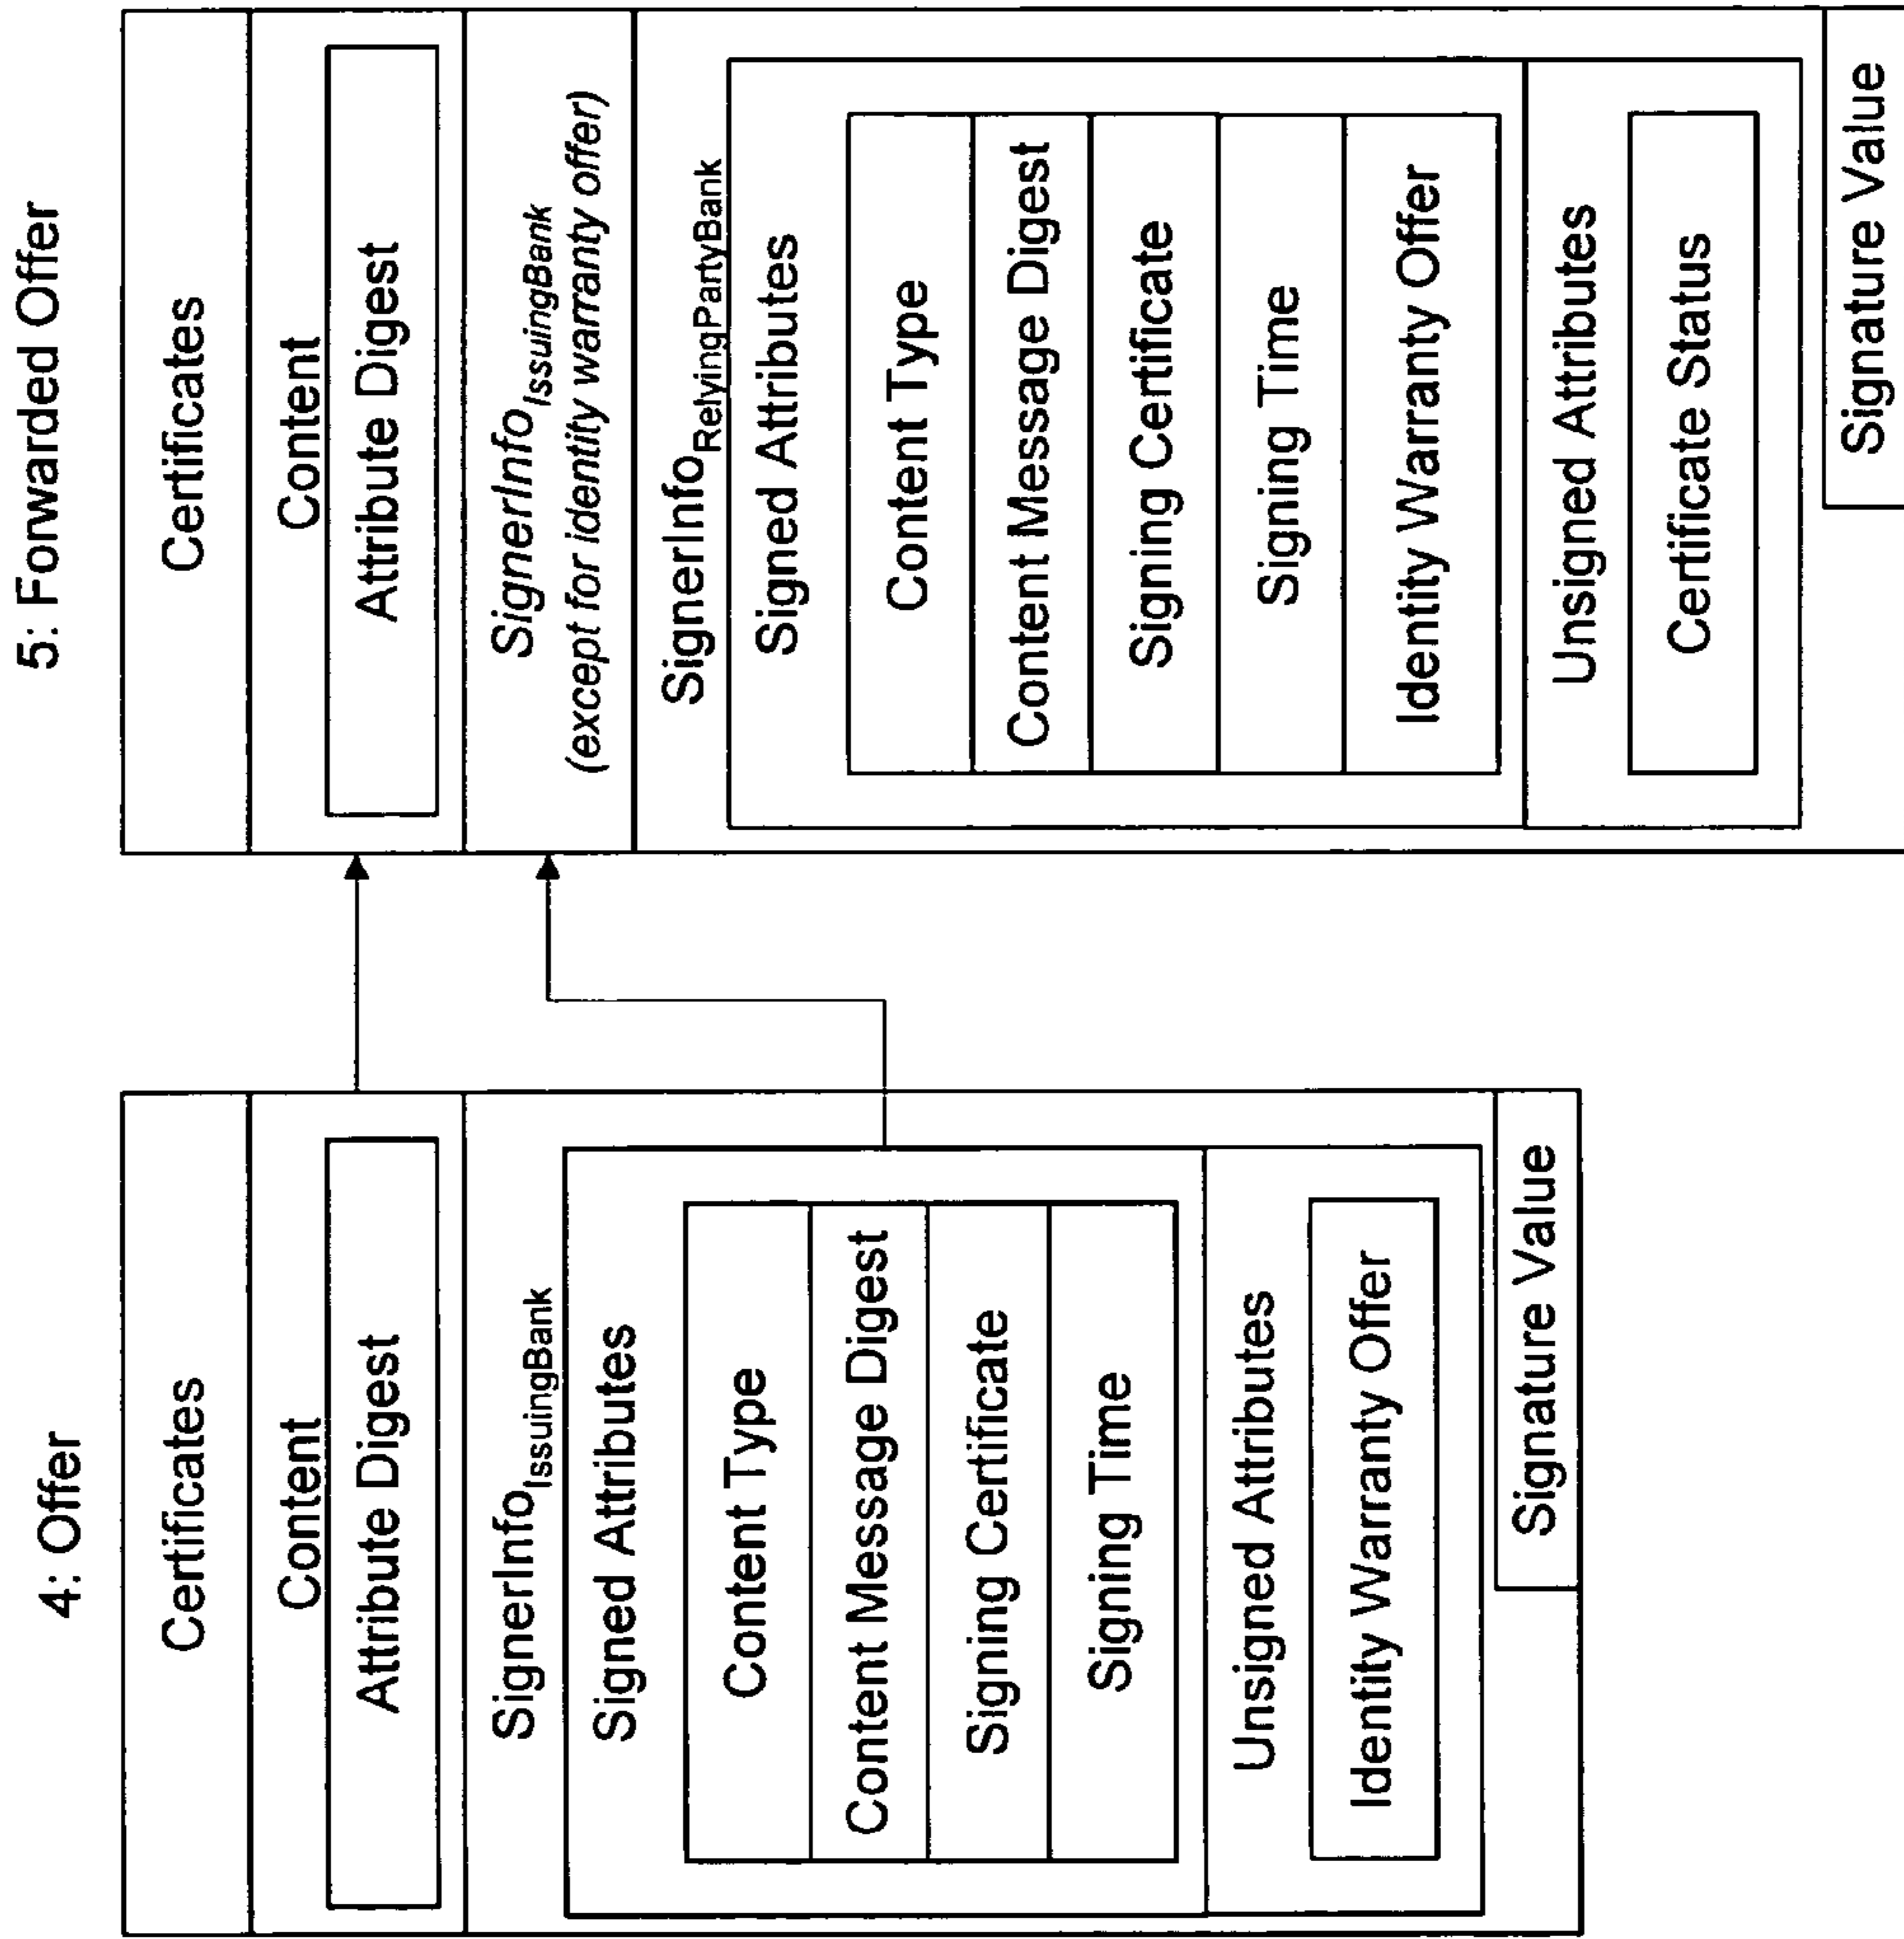 4: Offer
Certificates
Content
Attribute Digest
SignerInfoIssuingBank
Signed Attributes
Content Type
Content Message Digest
Signing Certificate
Signing Time
Unsigned Attributes
Identity Warranty Offer
Signature Value
5: Forwarded Offer
Certificates
Content
Attribute Digest
SignerInfoIssuingBank
(except for identity warranty offer)
SignerInfoRelyingPartyBank
Signed Attributes
Content Type
Content Message Digest
Signing Certificate
Signing Time
Identity Warranty Offer
Unsigned Attributes
Certificate Status
Signature Value